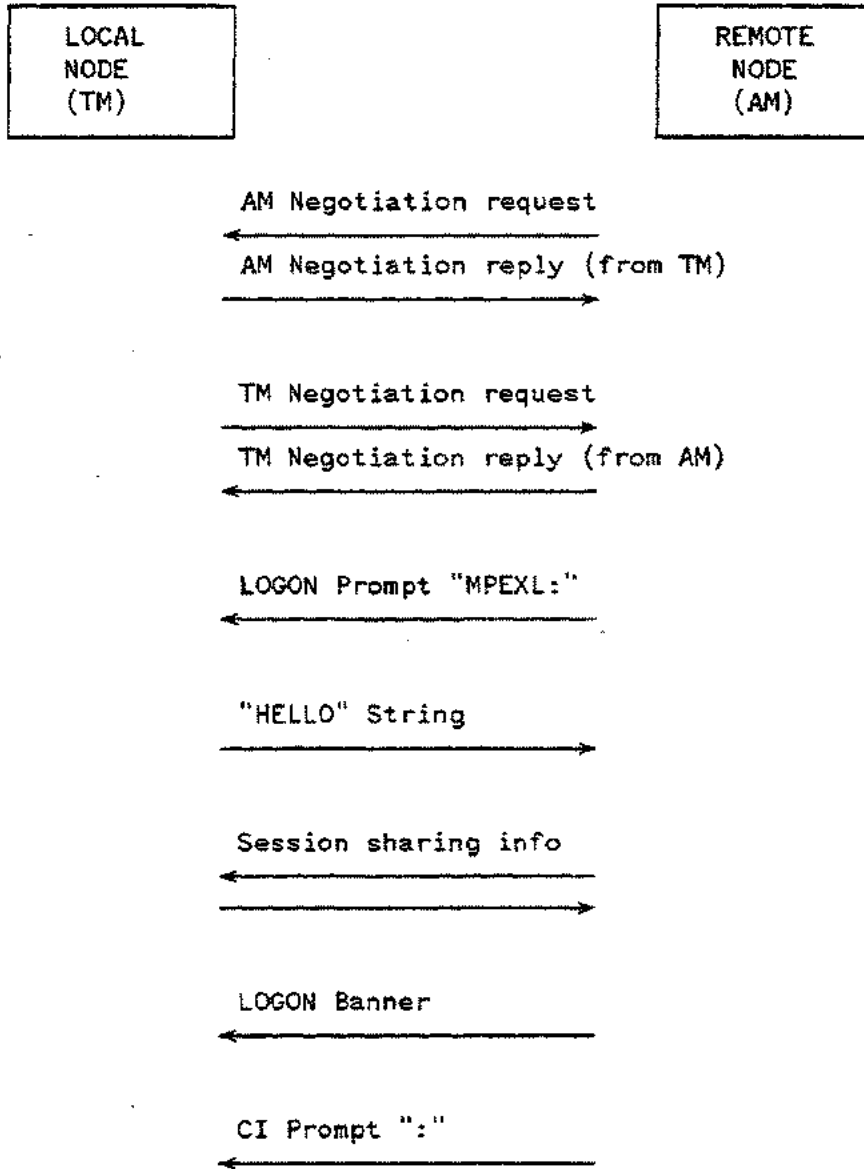 LOCAL
NODE
(TM)
REMOTE
NODE
(AM)
AM Negotiation request
AM Negotiation reply (from TM)
TM Negotiation request
TM Negotiation reply (from AM)
LOGON Prompt "MPEXL:"
"HELLO" String
Session sharing info
LOGON Banner
CI Prompt ":"